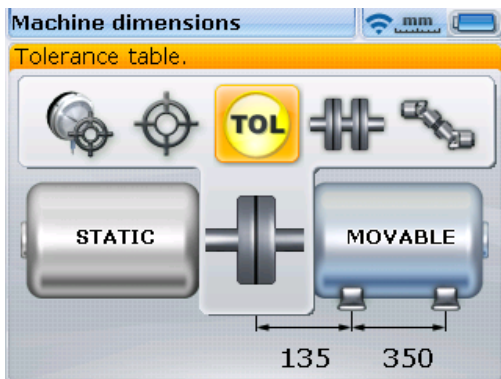 Machine dimensions
mm
Tolerance table.
TOL
STATIC
MOVABLE
135
350